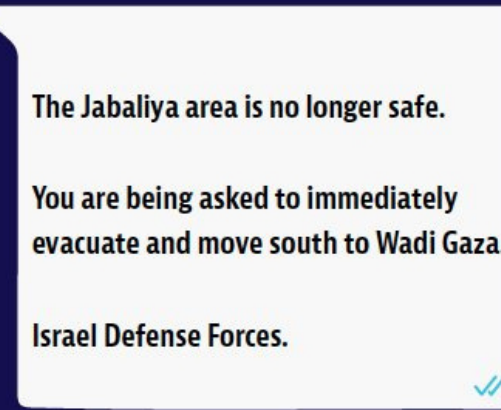 The Jabaliya area is no longer safe.
You are being asked to immediately
evacuate and move south to Wadi Gaza
Israel Defense Forces.